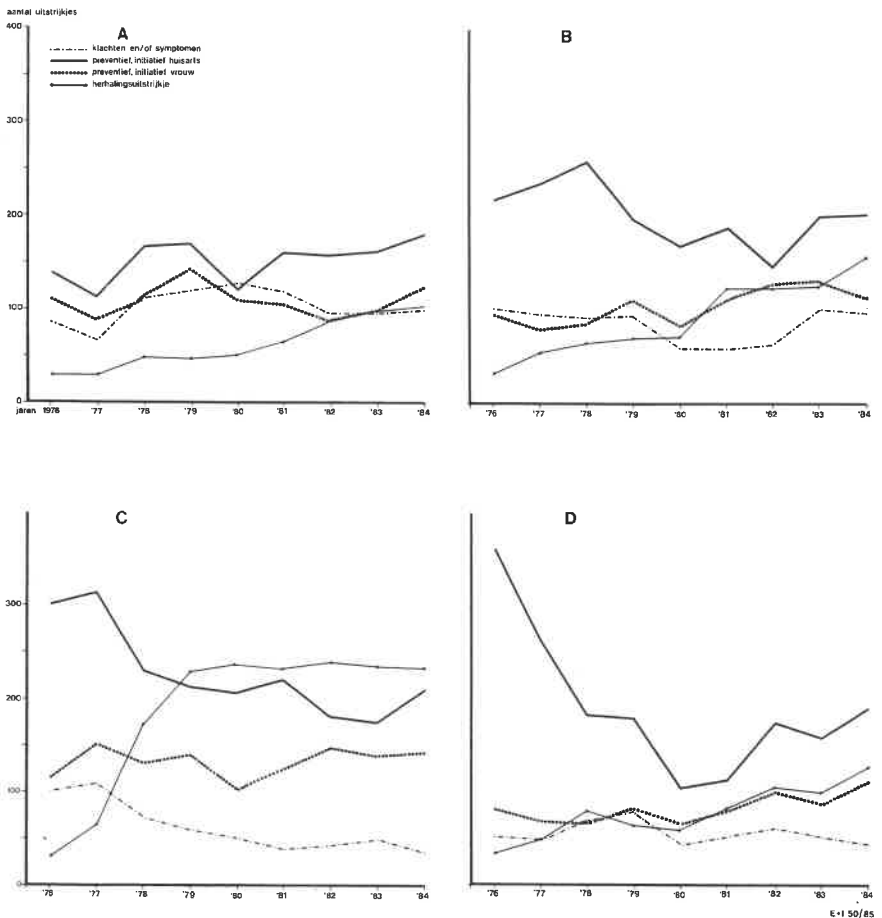 aantal uitstrijkjes
400
A
klachten en/of symptomen
preventief, initiatief huisarts
preventief, initiatief vrouw
herhalingsuitstrijkje
300
200
100
0
jaren 1976 '77 '78 '79 '80 '81 '82 '83 '84
B
'76 '77 '78 '79 '80 '81 '82 '83 '84
C
300
200
100
0
'76 '77 '78 '79 '80 '81 '82 '83 '84
D
'76 '77 '78 '79 '80 '81 '82 '83 '84
E+I 50/85